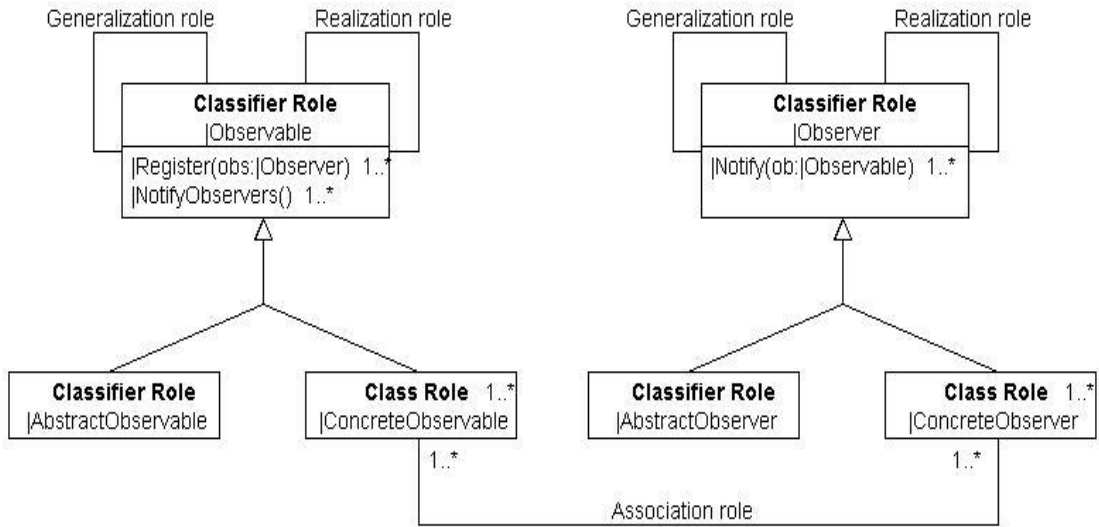 Generalization role
Realization role
Generalization role
Realization role
Classifier Role
|Observable
|Register(obs:|Observer) 1..*
|NotifyObservers() 1..*
Classifier Role
|Observer
|Notify(ob:|Observable) 1..*
Classifier Role
|AbstractObservable
Class Role 1..*
|ConcreteObservable
Classifier Role
|AbstractObserver
Class Role 1..*
|ConcreteObserver
1..*
1..*
Association role